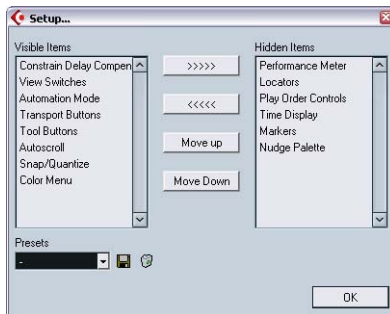 Setup...
Visible Items
Constrain Delay Compen
View Switches
Automation Mode
Transport Buttons
Tool Buttons
Autoscroll
Snap/Quantize
Color Menu
>>>>>
<<<<<
Move up
Move Down
Hidden Items
Performance Meter
Locators
Play Order Controls
Time Display
Markers
Nudge Palette
Presets
-
OK